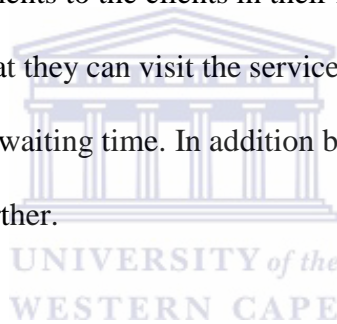 ents to the clients in their
at they can visit the service
waiting time. In addition b
rther.
UNIVERSITY of the
WESTERN CAPE